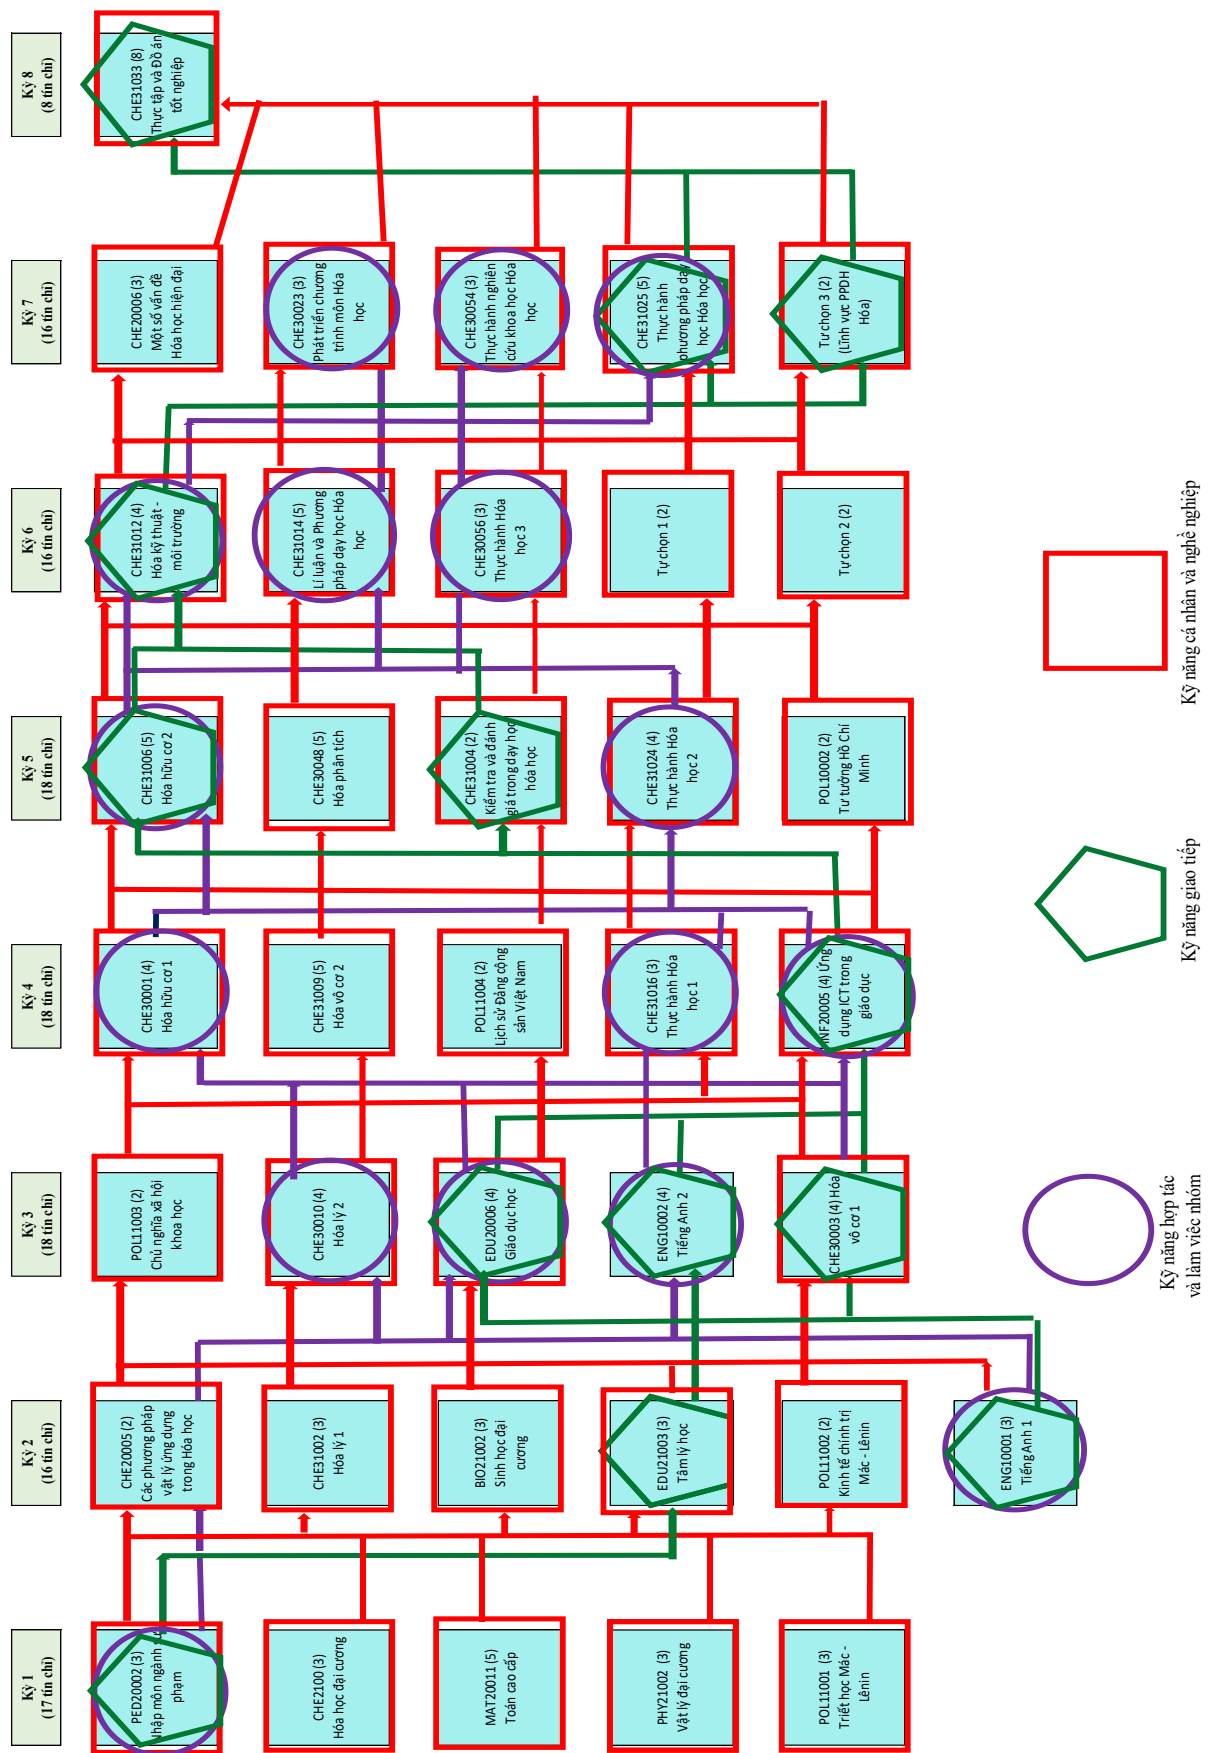 Kỳ 1
(17 tín chỉ)
Kỳ 2
(16 tín chỉ)
Kỳ 3
(18 tín chỉ)
Kỳ 4
(18 tín chỉ)
Kỳ 5
(18 tín chỉ)
Kỳ 6
(16 tín chỉ)
Kỳ 7
(16 tín chỉ)
Kỳ 8
(8 tín chỉ)
PED20002 (3)
Nhập môn ngành sư
phạm
CHE2100 (3)
Hóa học đại cương
MAT20011 (5)
Toán cao cấp
PHY21002 (3)
Vật lý đại cương
POL11001 (3)
Triết học Mác -
Lênin
CHE20005 (2)
Các phương pháp
vật lý ứng dụng
trong Hóa học
CHE31002 (3)
Hóa lý 1
BIO21002 (3)
Sinh học đại
cương
EDU21003 (3)
Tâm lý học
POL11002 (2)
Kinh tế chính trị
Mác - Lênin
ENG10001 (3)
Tiếng Anh 1
POL11003 (2)
Chủ nghĩa xã hội
khoa học
CHE30010 (4)
Hóa lý 2
EDU20006 (4)
Giáo dục học
ENG10002 (4)
Tiếng Anh 2
CHE30003 (4) Hóa
vô cơ 1
CHE30001 (4)
Hóa hữu cơ 1
CHE31009 (5)
Hóa vô cơ 2
POL11004 (2)
Lịch sử Đảng cộng
sản Việt Nam
CHE31016 (3)
Thực hành Hóa
học 1
INF20005 (4) Ứng
dụng ICT trong
giáo dục
CHE31006 (5)
Hóa hữu cơ 2
CHE30048 (5)
Hóa phân tích
CHE31004 (2)
Kiểm tra và đánh
giá trong dạy học
hóa học
CHE31024 (4)
Thực hành Hóa
học 2
POL10002 (2)
Tư tưởng Hồ Chí
Minh
CHE31012 (4)
Hóa kỹ thuật -
môi trường
CHE31014 (5)
Lí luận và Phương
pháp dạy học Hóa
học
CHE30056 (3)
Thực hành Hóa
học 3
Tự chọn 1 (2)
Tự chọn 2 (2)
CHE20006 (3)
Một số vấn đề
Hóa học hiện đại
CHE30023 (3)
Phát triển chương
trình môn Hóa
học
CHE30054 (3)
Thực hành nghiên
cứu khoa học Hóa
học
CHE31025 (5)
Thực hành
phương pháp dạy
học Hóa học
Tự chọn 3 (2)
(Lĩnh vực PPDH
Hóa)
CHE31033 (8)
Thực tập và Đồ án
tốt nghiệp
Kỹ năng hợp tác
và làm việc nhóm
Kỹ năng giao tiếp
Kỹ năng cá nhân và nghề nghiệp